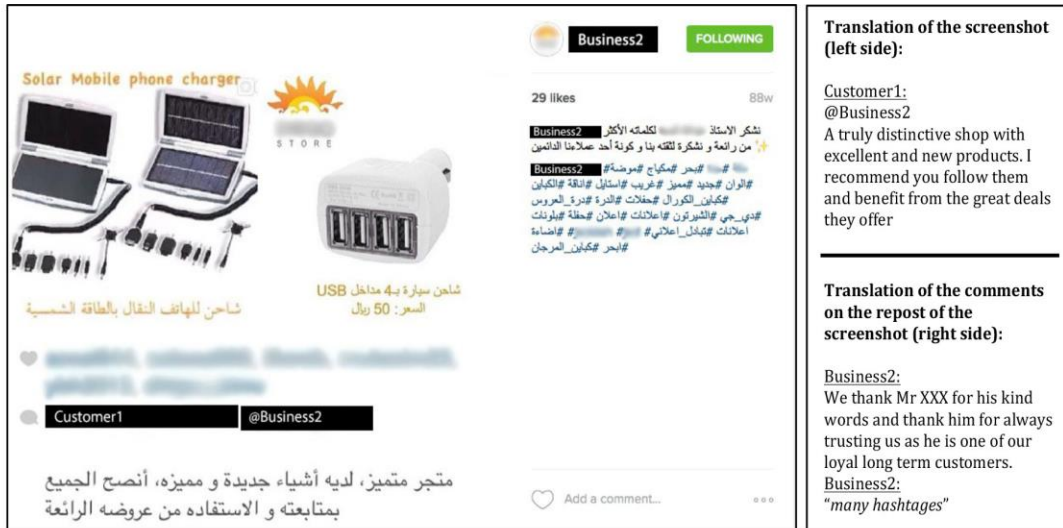 Solar Mobile phone charger
STORE
شاحن سيارة بـ4 مداخل USB
السعر: 50 ريال
شاحن للهاتف النقال بالطاقة الشمسية
Customer1
@Business2
متجر متميز، لديه أشياء جديدة و مميزه، أنصح الجميع
بمتابعته و الاستفاده من عروضه الرائعة
Business2
FOLLOWING
29 likes
88w
Business2 نشكر الاستاذ لكلماته الأكثر
من رائعة و نشكرة لثقته بنا و كونة أحد عملاءنا الدائمين
Business2 #بحر #مكياج #موضة#
#الوان #جديد #مميز #غريب #استايل #اناقة #الكباين
#كباين_الكورال #حفلات #الدرة #درة_العروس
#دي_جي #الشيرتون #اعلانات #اعلان #حفلة #بلونات
اعلانات #تبادل_اعلاني# #اضاءة
#ابحر #كباين_المرجان
Add a comment...
Translation of the screenshot
(left side):
Customer1:
@Business2
A truly distinctive shop with
excellent and new products. I
recommend you follow them
and benefit from the great deals
they offer
Translation of the comments
on the repost of the
screenshot (right side):
Business2:
We thank Mr XXX for his kind
words and thank him for always
trusting us as he is one of our
loyal long term customers.
Business2:
"many hashtages"